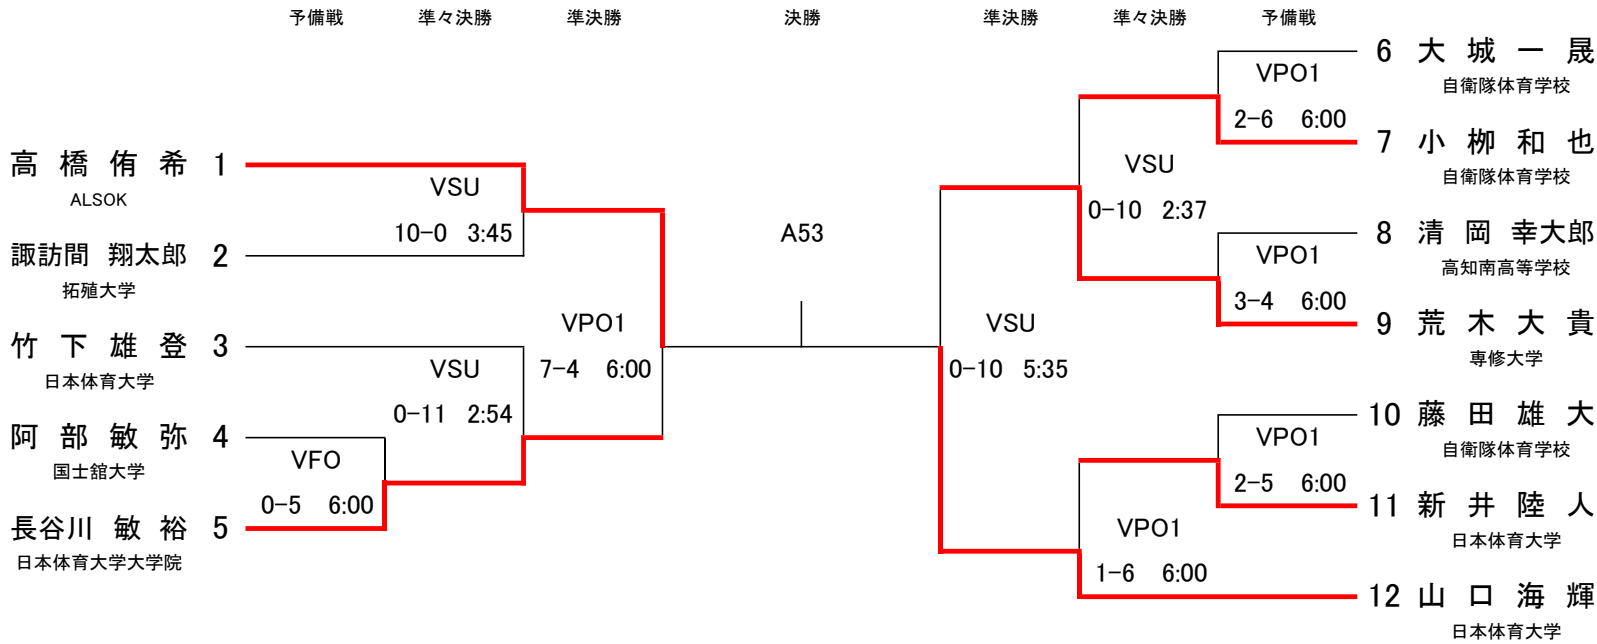 予備戦 準々決勝 準決勝 決勝 準決勝 準々決勝 予備戦
高橋侑希 1
ALSOK
諏訪間 翔太郎 2
拓殖大学
竹下雄登 3
日本体育大学
阿部敏弥 4
国士舘大学
長谷川敏裕 5
日本体育大学大学院
VSU
10-0 3:45
VSU
0-11 2:54
VFO
0-5 6:00
VPO1
7-4 6:00
A53
VSU
0-10 5:35
VSU
0-10 2:37
VPO1
1-6 6:00
VPO1
2-6 6:00
VPO1
3-4 6:00
VPO1
2-5 6:00
6 大城一晟
自衛隊体育学校
7 小栁和也
自衛隊体育学校
8 清岡幸大郎
高知南高等学校
9 荒木大貴
専修大学
10 藤田雄大
自衛隊体育学校
11 新井陸人
日本体育大学
12 山口海輝
日本体育大学